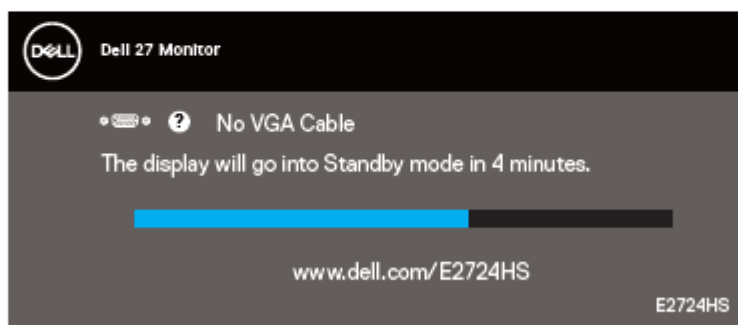 DELL
Dell 27 Monitor
? No VGA Cable
The display will go into Standby mode in 4 minutes.
www.dell.com/E2724HS
E2724HS